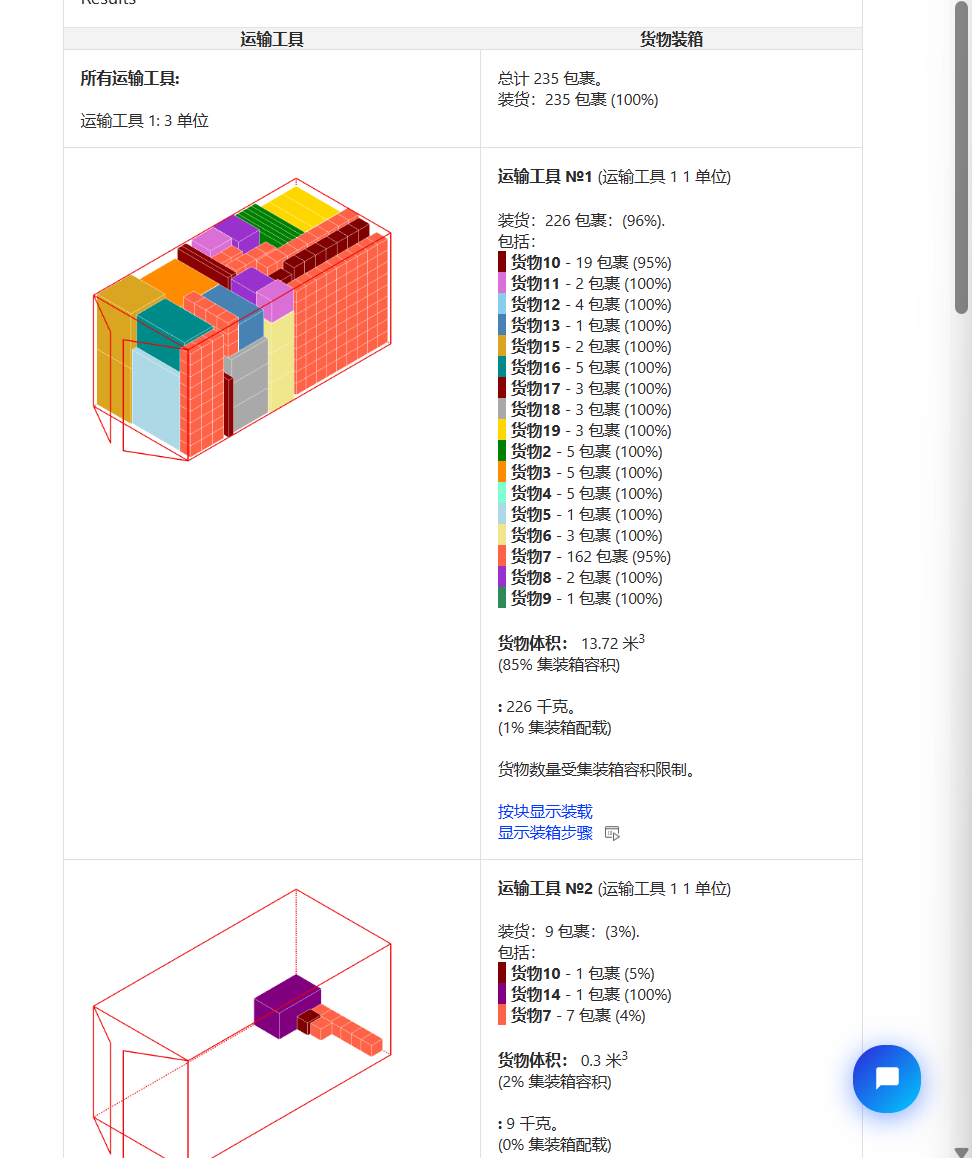 Results
运输工具
货物装箱
所有运输工具:
运输工具 1: 3 单位
总计 235 包裹。
装货：235 包裹 (100%)
运输工具 №1 (运输工具 1 1 单位)
装货：226 包裹：(96%).
包括：
货物10 - 19 包裹 (95%)
货物11 - 2 包裹 (100%)
货物12 - 4 包裹 (100%)
货物13 - 1 包裹 (100%)
货物15 - 2 包裹 (100%)
货物16 - 5 包裹 (100%)
货物17 - 3 包裹 (100%)
货物18 - 3 包裹 (100%)
货物19 - 3 包裹 (100%)
货物2 - 5 包裹 (100%)
货物3 - 5 包裹 (100%)
货物4 - 5 包裹 (100%)
货物5 - 1 包裹 (100%)
货物6 - 3 包裹 (100%)
货物7 - 162 包裹 (95%)
货物8 - 2 包裹 (100%)
货物9 - 1 包裹 (100%)
货物体积： 13.72 米³
(85% 集装箱容积)
: 226 千克。
(1% 集装箱配载)
货物数量受集装箱容积限制。
按块显示装载
显示装箱步骤
运输工具 №2 (运输工具 1 1 单位)
装货：9 包裹：(3%).
包括：
货物10 - 1 包裹 (5%)
货物14 - 1 包裹 (100%)
货物7 - 7 包裹 (4%)
货物体积： 0.3 米³
(2% 集装箱容积)
: 9 千克。
(0% 集装箱配载)